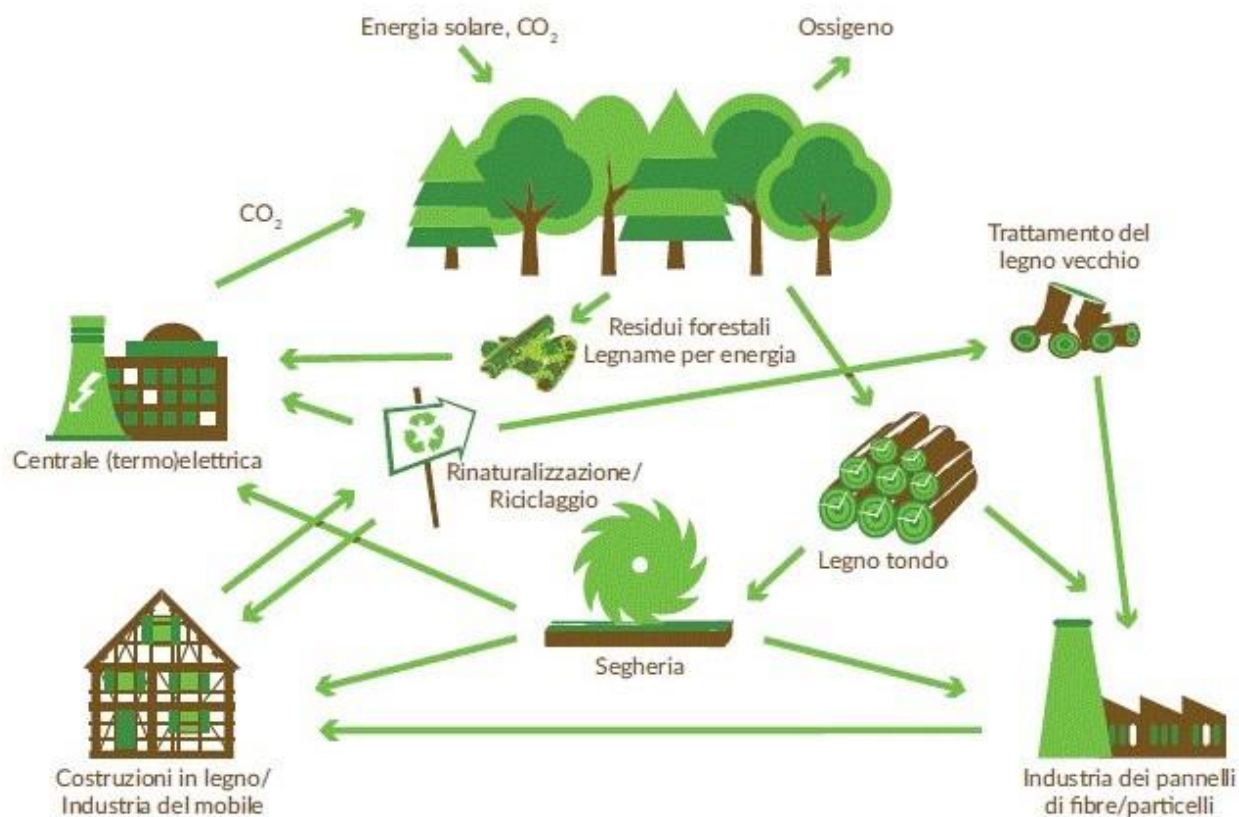 Energia solare, CO₂
Ossigeno
CO₂
Trattamento del
legno vecchio
Residui forestali
Legname per energia
Centrale (termo)elettrica
Rinaturalizzazione/
Riciclaggio
Legno tondo
Segheria
Costruzioni in legno/
Industria del mobile
Industria dei pannelli
di fibre/particelli